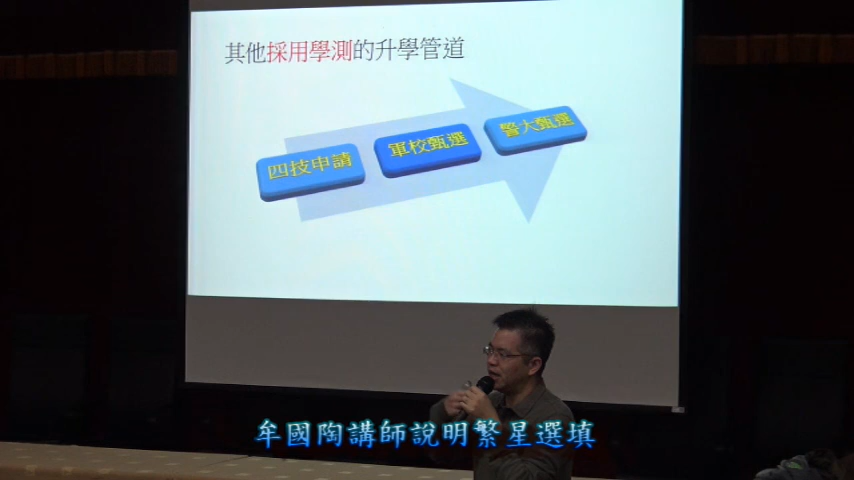 其他採用學測的升學管道
四技申請
軍校甄選
警大甄選
牟國陶講師說明繁星選填